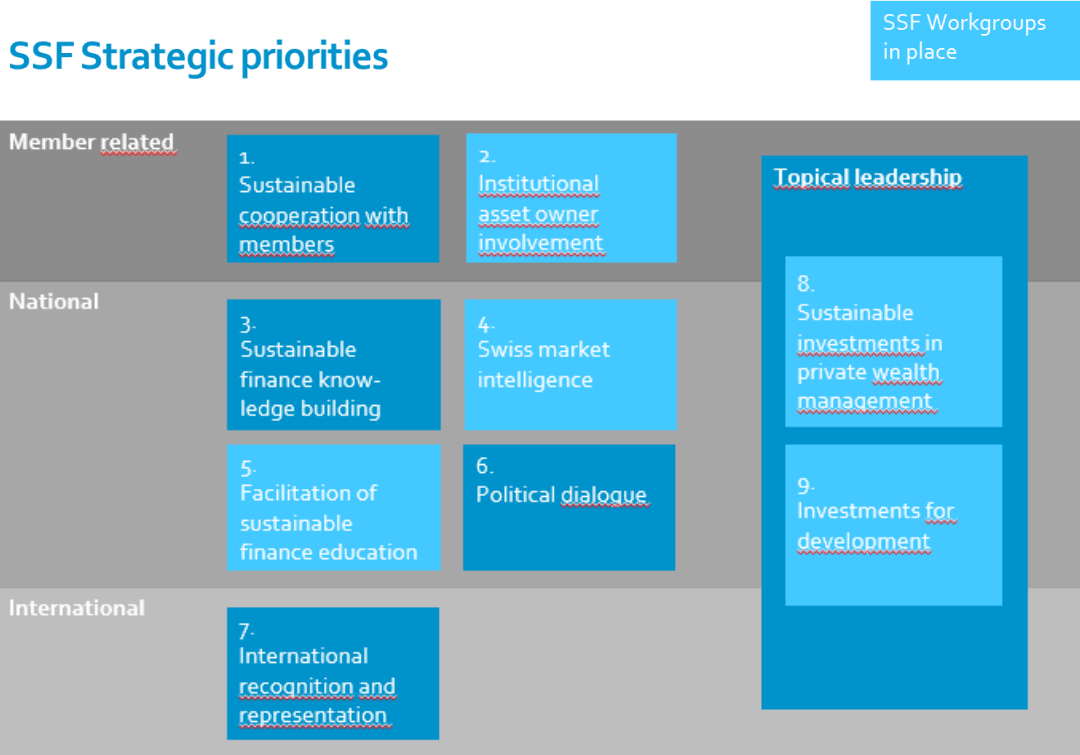 SSF Workgroups
in place
SSF Strategic priorities
Member related
1.
Sustainable
cooperation with
members
2.
Institutional
asset owner
involvement
Topical leadership
National
3.
Sustainable
finance know-
ledge building
4.
Swiss market
intelligence
5.
Facilitation of
sustainable
finance education
6.
Political dialogue
8.
Sustainable
investments in
private wealth
management
9.
Investments for
development
International
7.
International
recognition and
representation